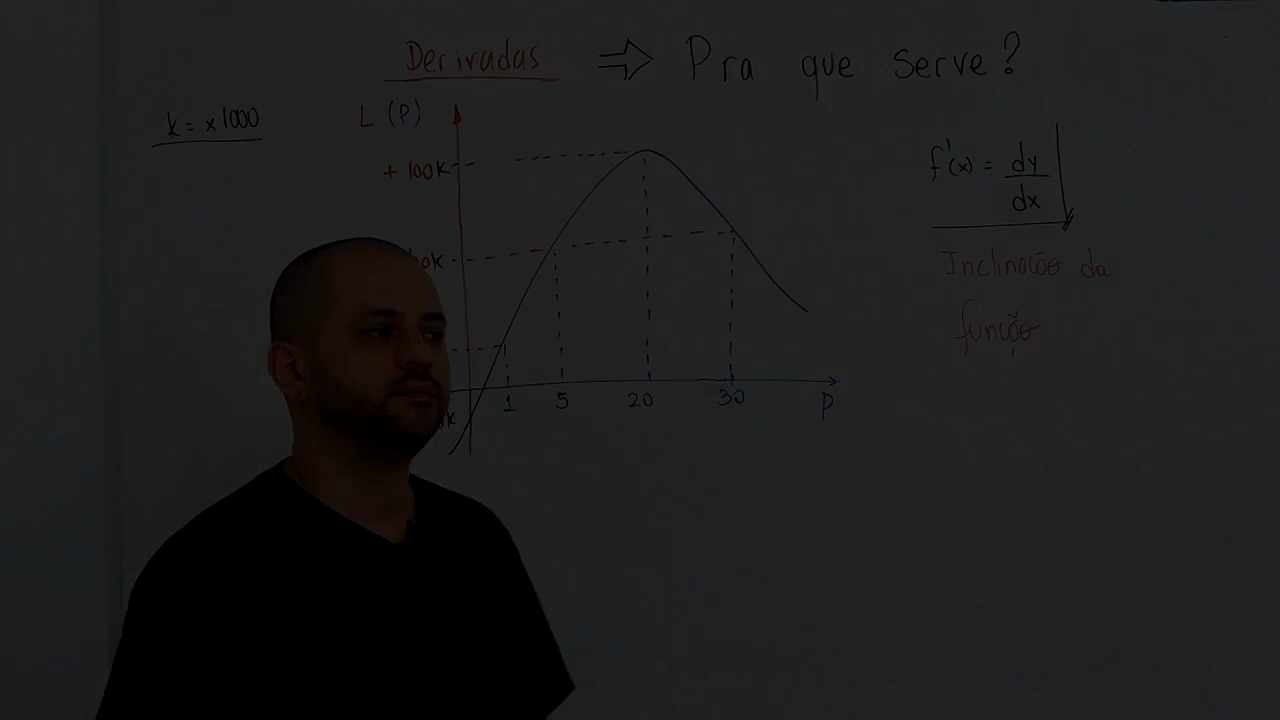 Derivadas ⇒ Pra que serve?
k = x 1000
L (P)
+ 100k
f'(x) = dy/dx
Inclinação da
função
1 5 20 30 P